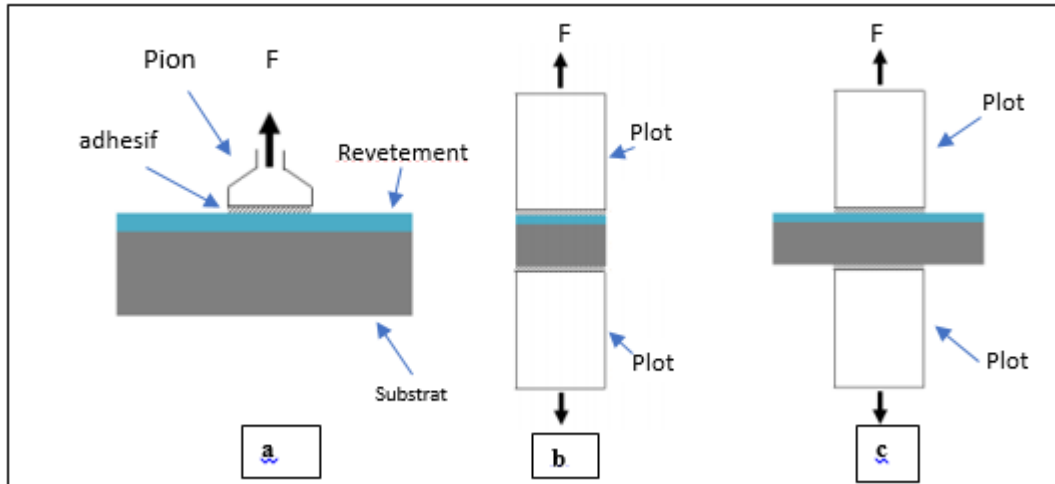 Pion
F
adhesif
Revetement
Substrat
a
F
Plot
Plot
b
F
Plot
Plot
c